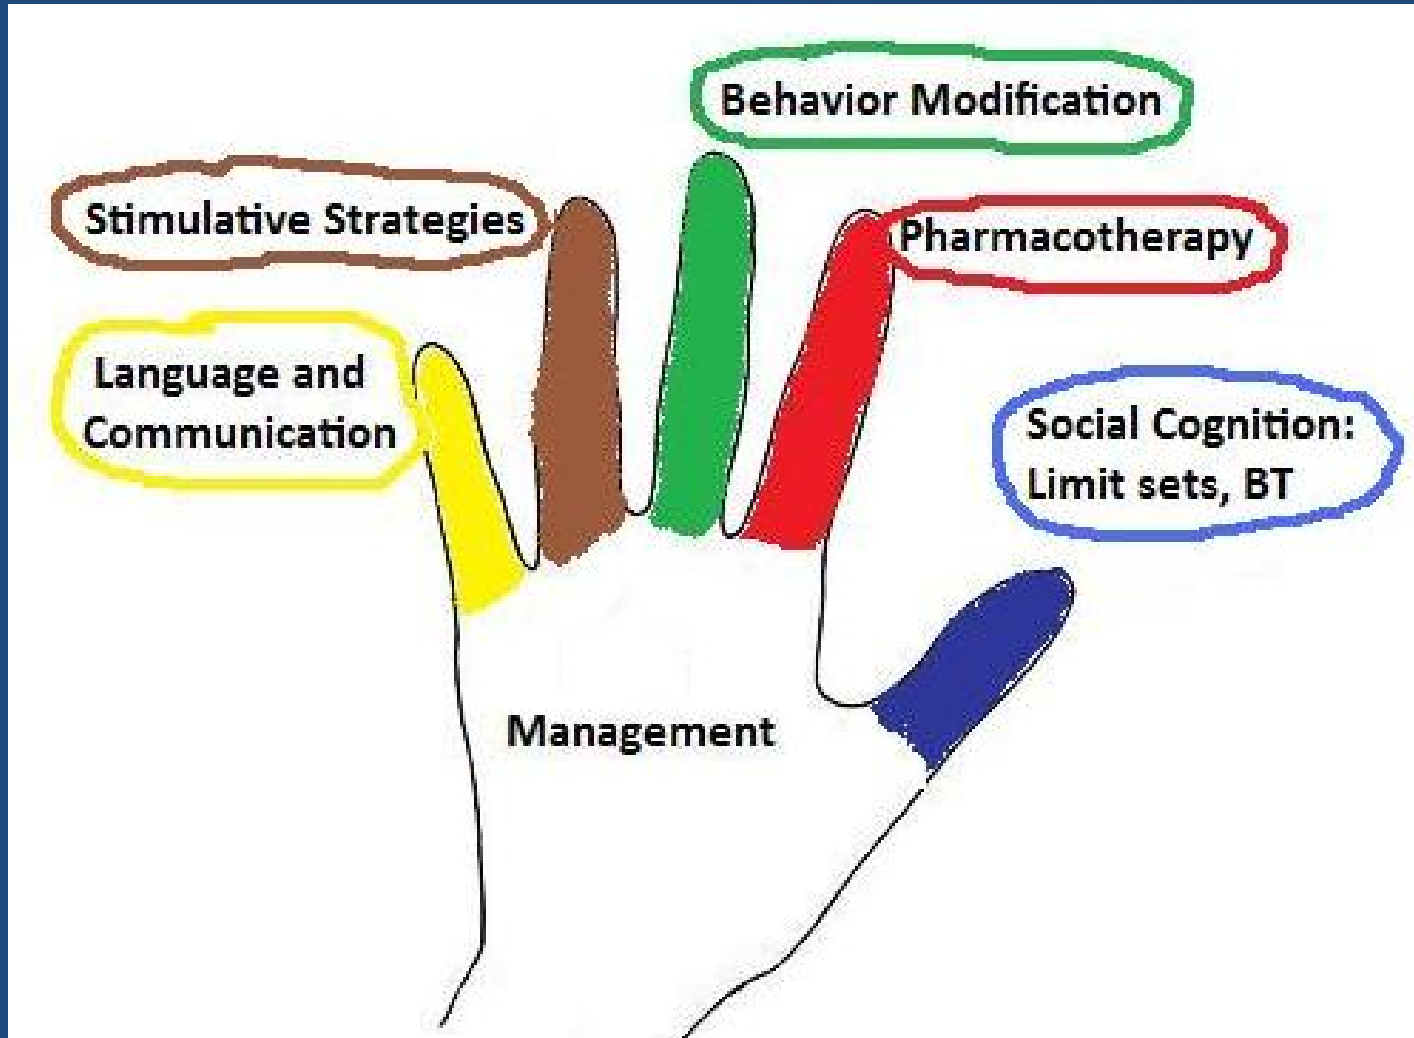 Behavior Modification
Stimulative Strategies
Pharmacotherapy
Language and
Communication
Social Cognition:
Limit sets, BT
Management